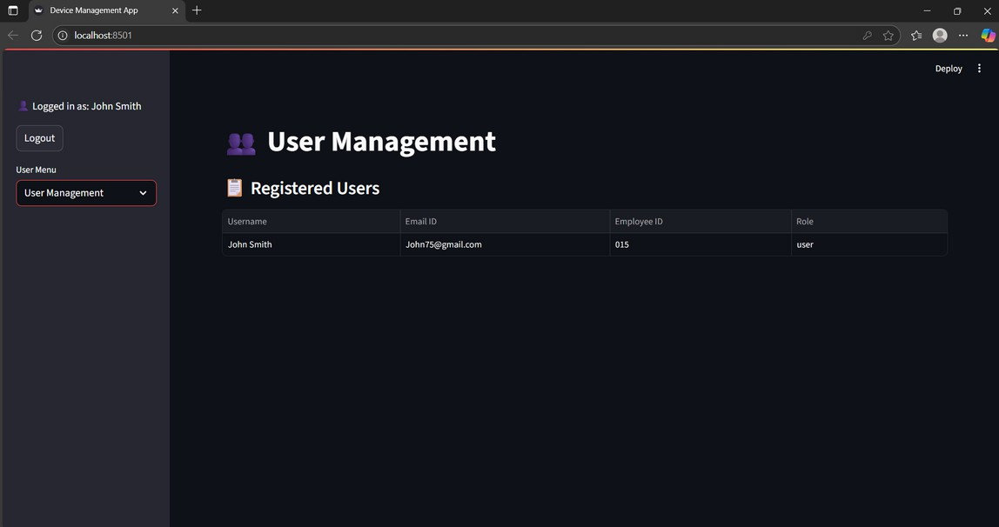 Device Management App
localhost:8501
Deploy
Logged in as: John Smith
Logout
User Menu
User Management
User Management
Registered Users
Username Email ID Employee ID Role
John Smith John75@gmail.com 015 user